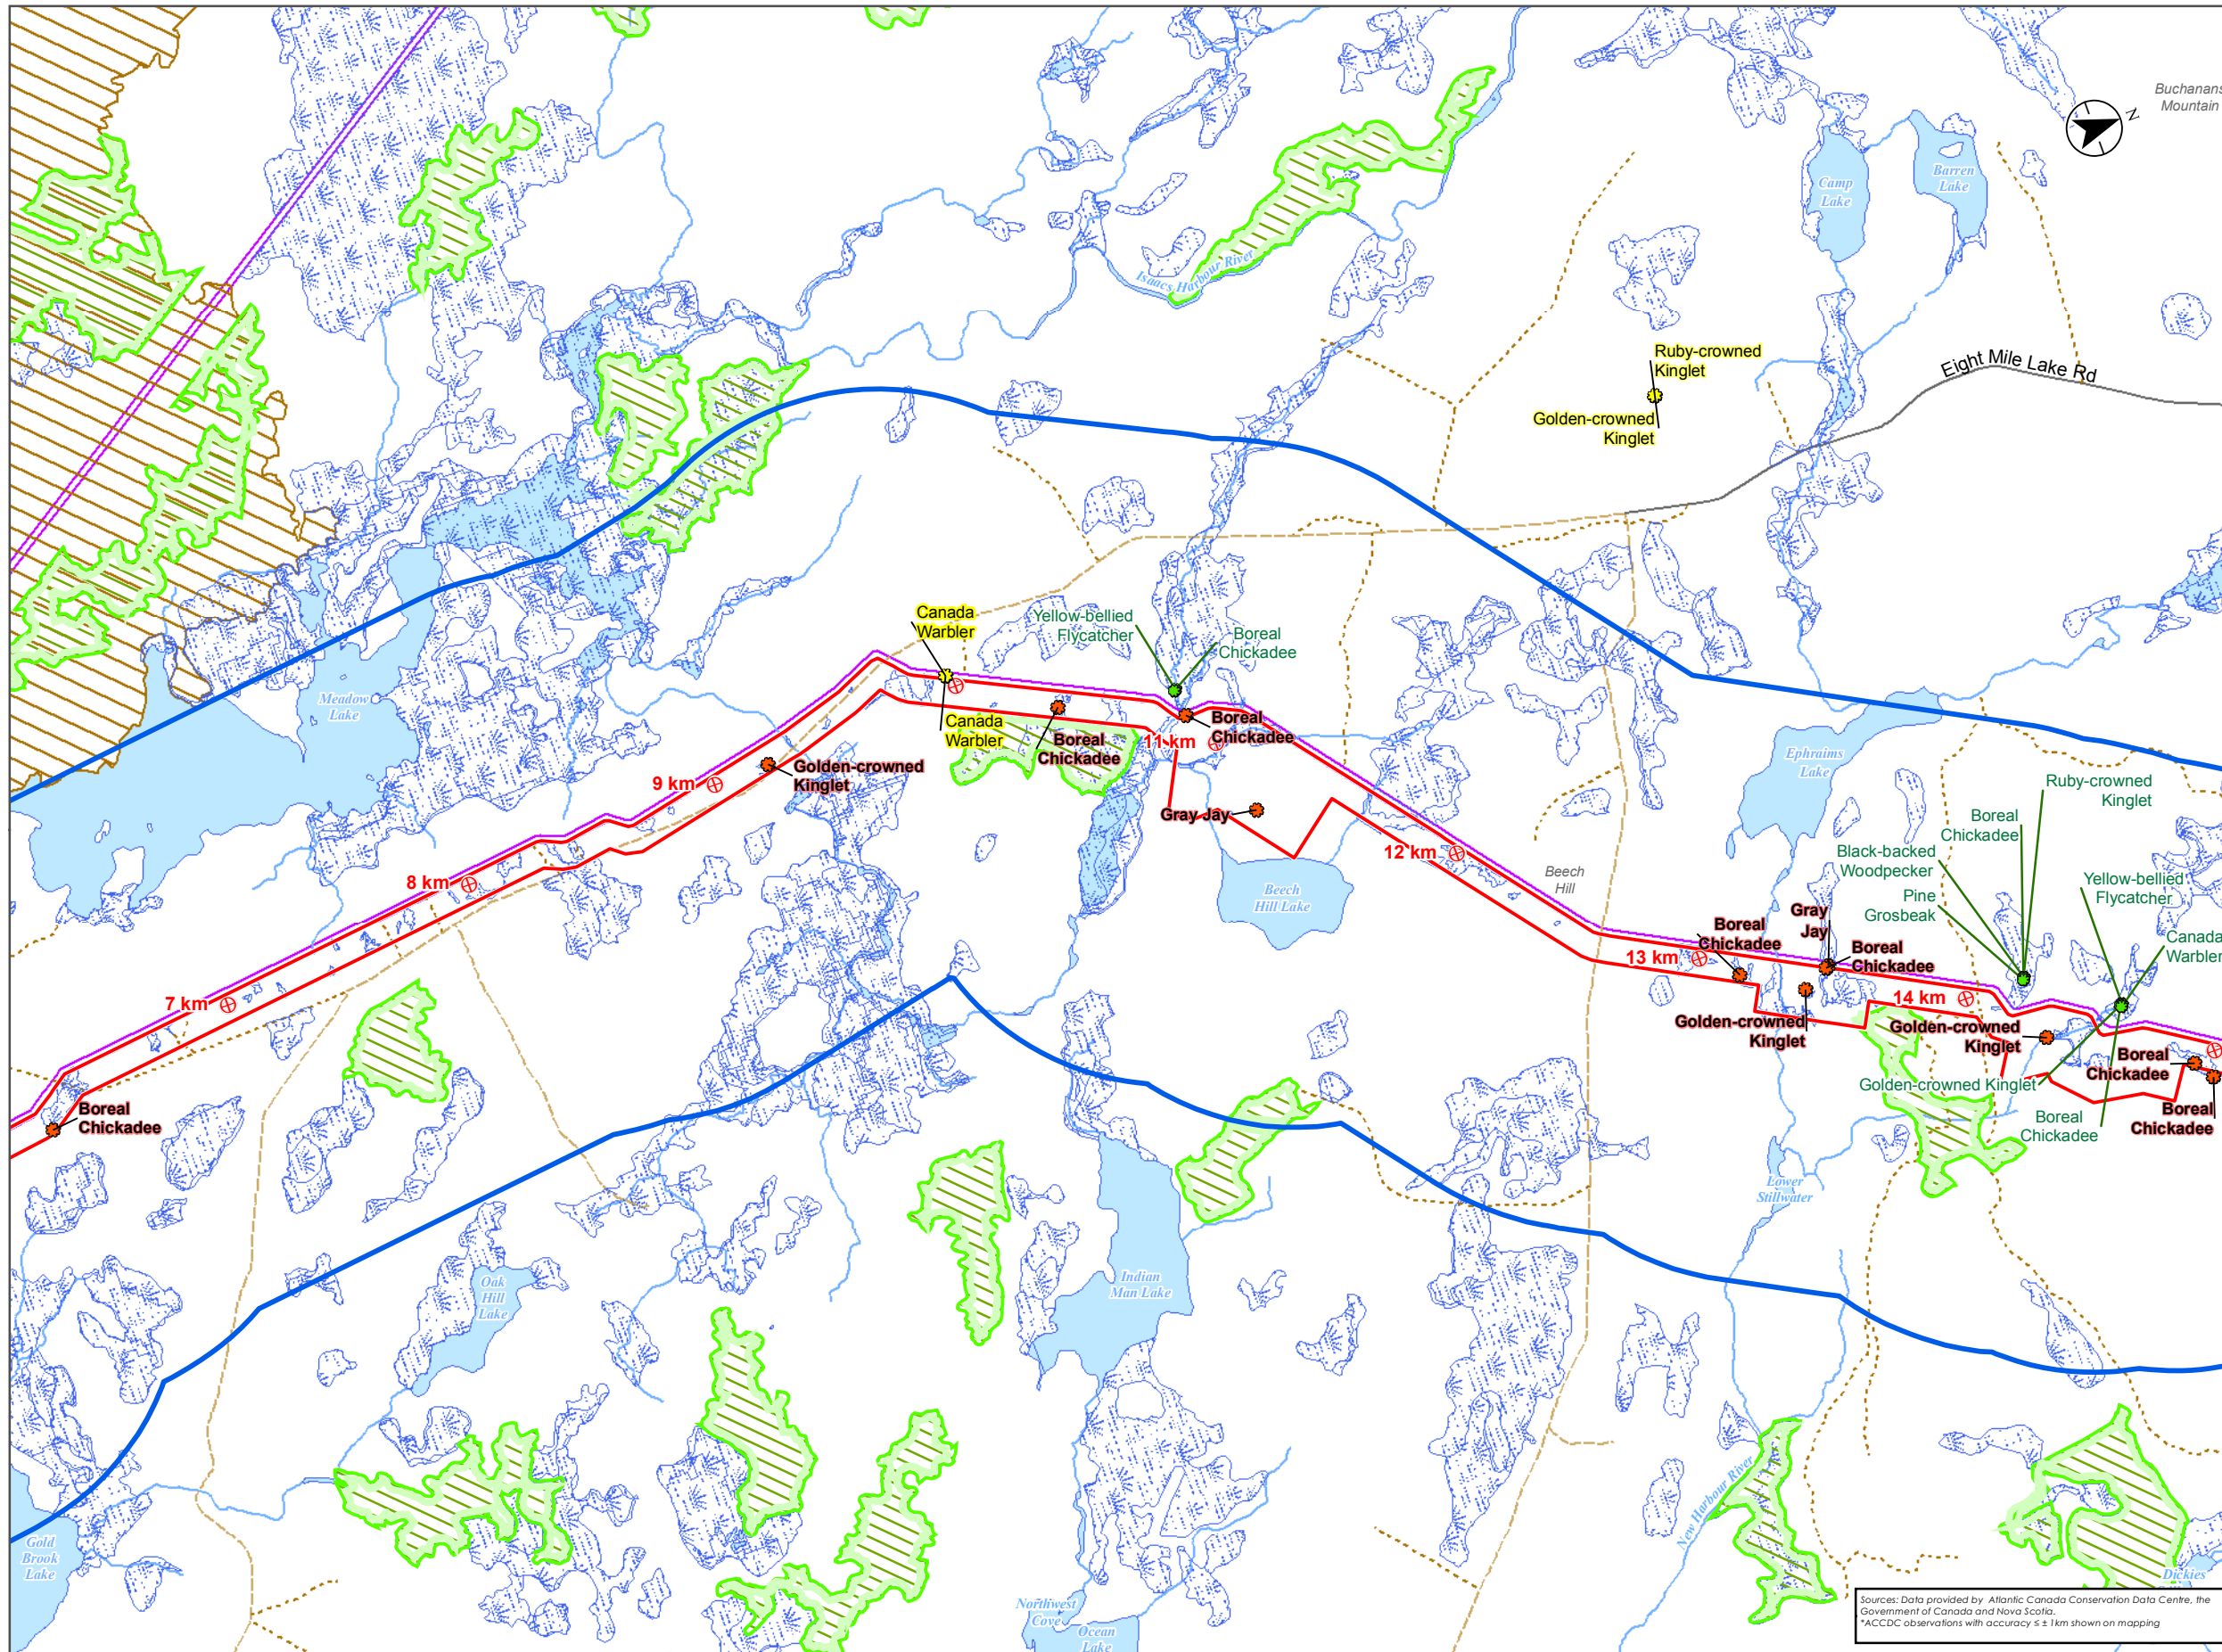 Buchanans
Mountain
N
Camp
Lake
Barren
Lake
Isaacs Harbour River
Ruby-crowned
Kinglet
Eight Mile Lake Rd
Golden-crowned
Kinglet
Canada
Warbler
Yellow-bellied
Flycatcher
Boreal
Chickadee
Meadow
Lake
Canada
Warbler
Boreal
Chickadee
Boreal
Chickadee
11 km
Golden-crowned
Kinglet
9 km
Gray Jay
Ephraims
Lake
Ruby-crowned
Kinglet
Boreal
Chickadee
Black-backed
Woodpecker
Yellow-bellied
Flycatcher
Pine
Grosbeak
12 km
Beech
Hill
8 km
Beech
Hill Lake
Boreal
Chickadee
Gray
Jay
Boreal
Chickadee
Canada
Warbler
13 km
7 km
14 km
Golden-crowned
Kinglet
Golden-crowned
Kinglet
Boreal
Chickadee
Golden-crowned Kinglet
Boreal
Chickadee
Boreal
Chickadee
Boreal
Chickadee
Lower
Stillwater
Oak
Hill
Lake
Indian
Man Lake
New Harbour River
Gold
Brook
Lake
Northwest
Cove
Ocean
Lake
Dickies
Sources: Data provided by Atlantic Canada Conservation Data Centre, the
Government of Canada and Nova Scotia.
*ACCDC observations with accuracy ≤ ± 1km shown on mapping